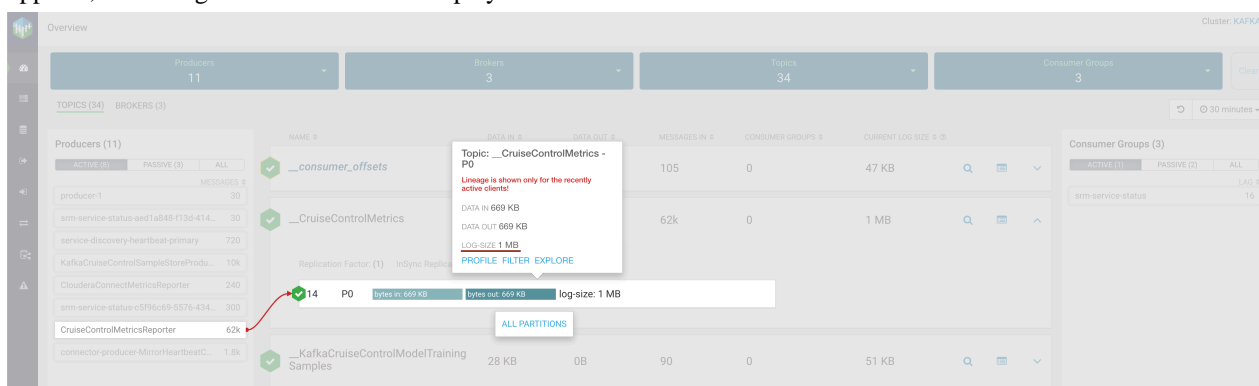 Overview
Cluster: KAFKA
Producers
11
Brokers
3
Topics
34
Consumer Groups
3
Clear
TOPICS (34) BROKERS (3)
30 minutes
Producers (11)
ACTIVE (8) PASSIVE (3) ALL
MESSAGES
producer-1 30
srm-service-status-aed1a848-f13d-414... 30
service-discovery-heartbeat-primary 720
KafkaCruiseControlSampleStoreProdu... 10k
ClouderaConnectMetricsReporter 240
srm-service-status-c5f96c69-5576-434... 300
CruiseControlMetricsReporter 62k
connector-producer-MirrorHeartbeatC... 1.8k
NAME DATA IN DATA OUT MESSAGES IN CONSUMER GROUPS CURRENT LOG SIZE
__consumer_offsets 105 0 47 KB
__CruiseControlMetrics 62k 0 1 MB
Replication Factor: (1) InSync Replica
14 P0 bytes in: 669 KB bytes out: 669 KB log-size: 1 MB
ALL PARTITIONS
__KafkaCruiseControlModelTraining
Samples 28 KB 0B 90 0 51 KB
Topic: __CruiseControlMetrics -
P0
Lineage is shown only for the recently
active clients!
DATA IN 669 KB
DATA OUT 669 KB
LOG-SIZE 1 MB
PROFILE FILTER EXPLORE
Consumer Groups (3)
ACTIVE (1) PASSIVE (2) ALL
LAG
srm-service-status 16